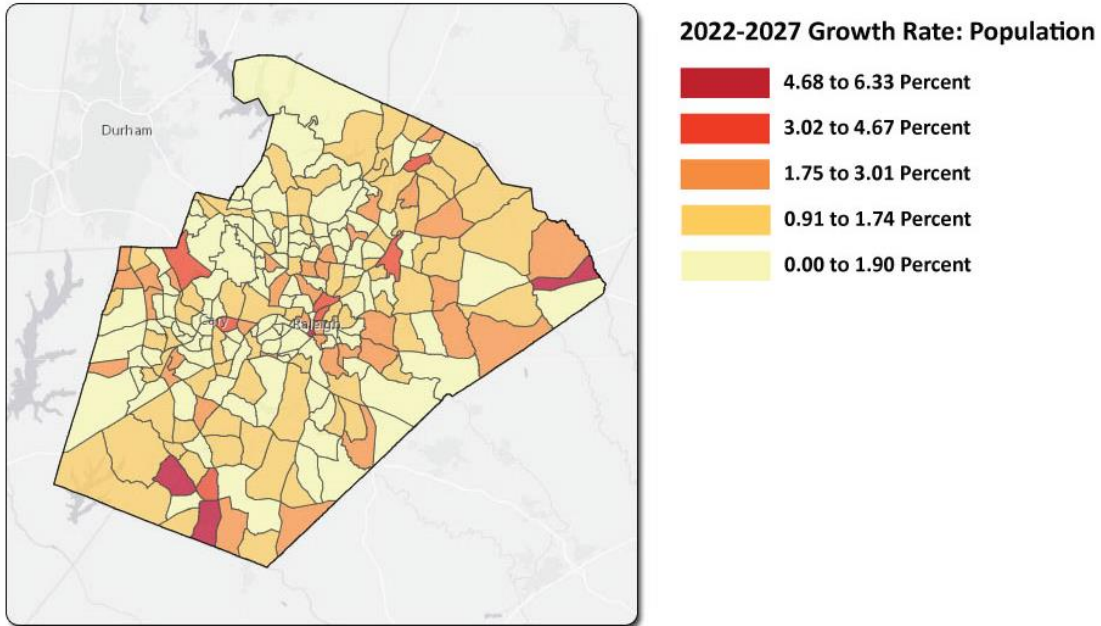 2022-2027 Growth Rate: Population
4.68 to 6.33 Percent
3.02 to 4.67 Percent
1.75 to 3.01 Percent
0.91 to 1.74 Percent
0.00 to 1.90 Percent
Durham
Cary
Raleigh